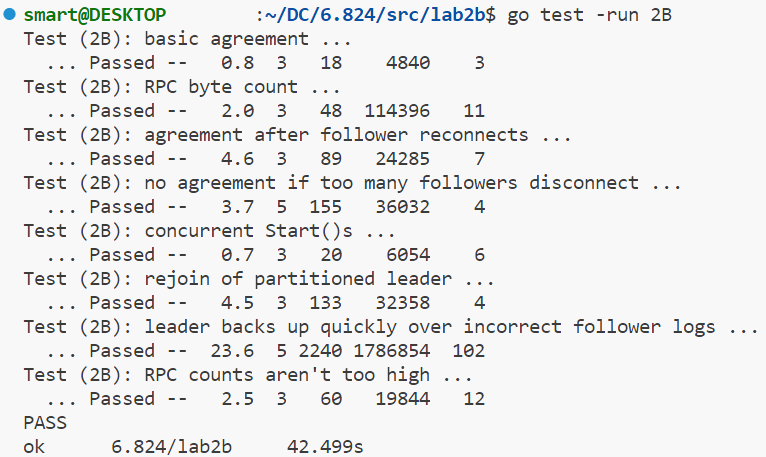 smart@DESKTOP :~/DC/6.824/src/lab2b$ go test -run 2B
Test (2B): basic agreement ...
  ... Passed --   0.8  3   18    4840    3
Test (2B): RPC byte count ...
  ... Passed --   2.0  3   48  114396   11
Test (2B): agreement after follower reconnects ...
  ... Passed --   4.6  3   89   24285    7
Test (2B): no agreement if too many followers disconnect ...
  ... Passed --   3.7  5  155   36032    4
Test (2B): concurrent Start()s ...
  ... Passed --   0.7  3   20    6054    6
Test (2B): rejoin of partitioned leader ...
  ... Passed --   4.5  3  133   32358    4
Test (2B): leader backs up quickly over incorrect follower logs ...
  ... Passed --  23.6  5 2240 1786854  102
Test (2B): RPC counts aren't too high ...
  ... Passed --   2.5  3   60   19844   12
PASS
ok      6.824/lab2b     42.499s